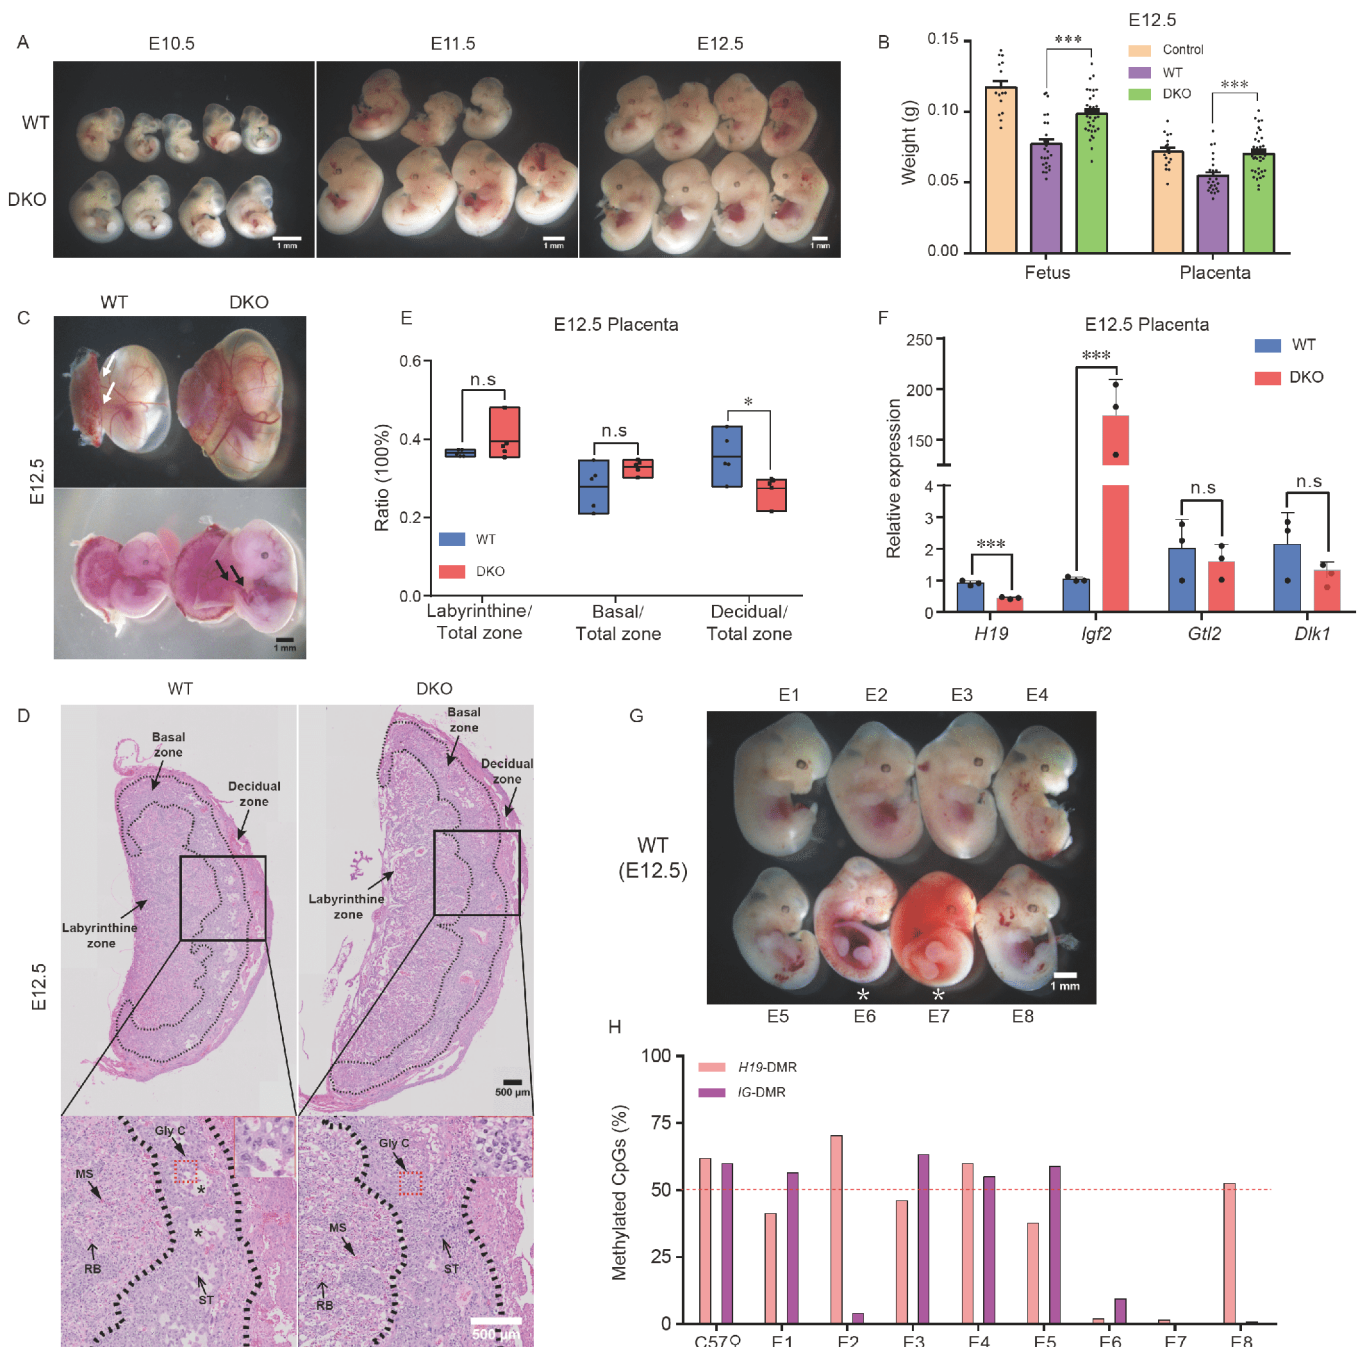 A
E10.5
E11.5
E12.5
WT
DKO
1 mm
1 mm
1 mm
B
E12.5
Control
WT
DKO
Weight (g)
0.15
0.10
0.05
0.00
***
***
Fetus
Placenta
C
WT
DKO
E12.5
1 mm
E
E12.5 Placenta
Ratio (100%)
0.6
0.4
0.2
0.0
n.s
n.s
*
WT
DKO
Labyrinthine/
Total zone
Basal/
Total zone
Decidual/
Total zone
F
E12.5 Placenta
Relative expression
250
200
150
100
50
4
3
2
1
0
***
***
n.s
n.s
WT
DKO
H19
Igf2
Gtl2
Dlk1
D
WT
DKO
E12.5
Basal
zone
Decidual
zone
Labyrinthine
zone
Basal
zone
Decidual
zone
Labyrinthine
zone
500 µm
Gly C
MS
*
*
RB
ST
Gly C
MS
ST
RB
500 µm
G
E1
E2
E3
E4
WT
(E12.5)
1 mm
*
*
E5
E6
E7
E8
H
Methylated CpGs (%)
100
75
50
25
0
H19-DMR
IG-DMR
C57♀
E1
E2
E3
E4
E5
E6
E7
E8